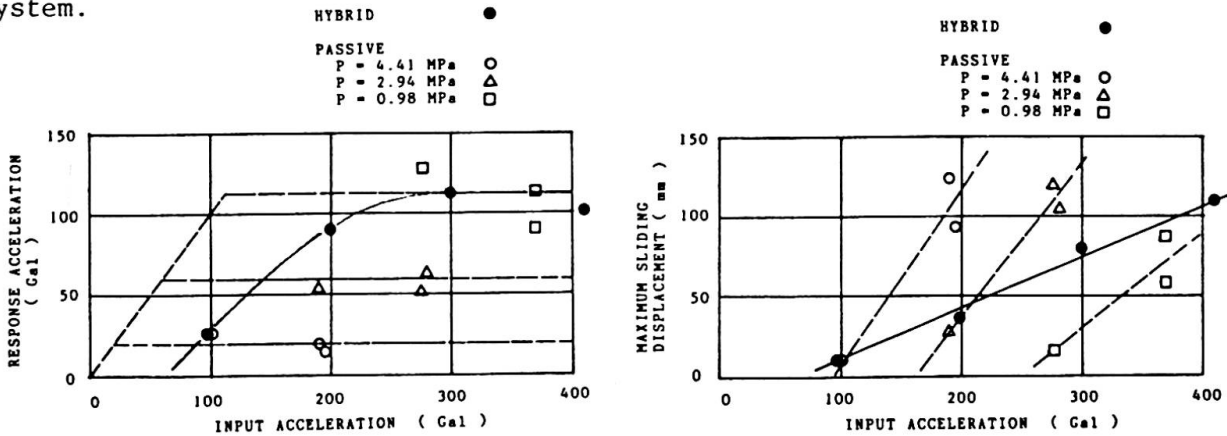 ystem.
HYBRID ●
PASSIVE
P = 4.41 MPa ○
P = 2.94 MPa △
P = 0.98 MPa □
150
100
50
0
RESPONSE ACCELERATION
( Gal )
0 100 200 300 400
INPUT ACCELERATION ( Gal )
HYBRID ●
PASSIVE
P = 4.41 MPa ○
P = 2.94 MPa △
P = 0.98 MPa □
150
100
50
0
MAXIMUM SLIDING
DISPLACEMENT ( mm )
0 100 200 300 400
INPUT ACCELERATION ( Gal )